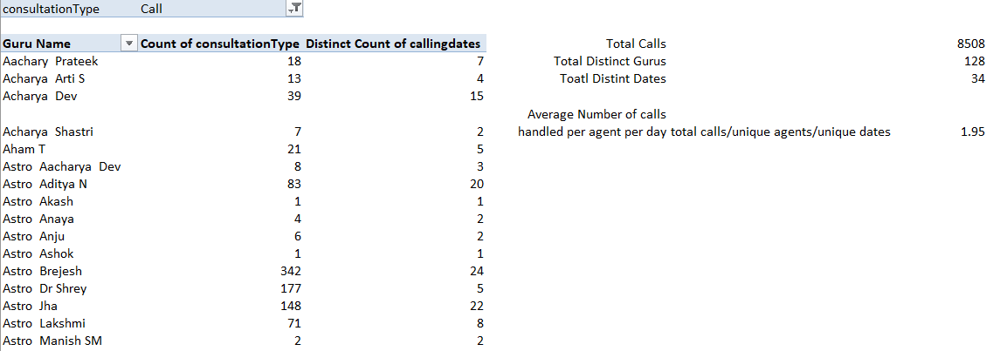 consultationType Call
Guru Name Count of consultationType Distinct Count of callingdates Total Calls 8508
Aachary Prateek 18 7 Total Distinct Gurus 128
Acharya Arti S 13 4 Toatl Distint Dates 34
Acharya Dev 39 15
Average Number of calls
Acharya Shastri 7 2 handled per agent per day total calls/unique agents/unique dates 1.95
Aham T 21 5
Astro Aacharya Dev 8 3
Astro Aditya N 83 20
Astro Akash 1 1
Astro Anaya 4 2
Astro Anju 6 2
Astro Ashok 1 1
Astro Brejesh 342 24
Astro Dr Shrey 177 5
Astro Jha 148 22
Astro Lakshmi 71 8
Astro Manish SM 2 2